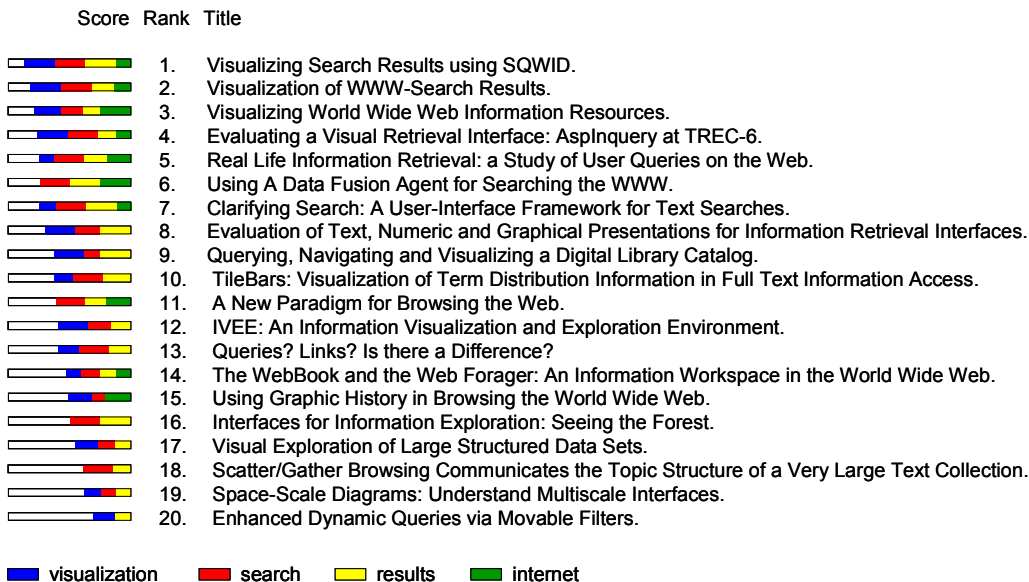 Score Rank Title
1. Visualizing Search Results using SQWID.
2. Visualization of WWW-Search Results.
3. Visualizing World Wide Web Information Resources.
4. Evaluating a Visual Retrieval Interface: AspInquery at TREC-6.
5. Real Life Information Retrieval: a Study of User Queries on the Web.
6. Using A Data Fusion Agent for Searching the WWW.
7. Clarifying Search: A User-Interface Framework for Text Searches.
8. Evaluation of Text, Numeric and Graphical Presentations for Information Retrieval Interfaces.
9. Querying, Navigating and Visualizing a Digital Library Catalog.
10. TileBars: Visualization of Term Distribution Information in Full Text Information Access.
11. A New Paradigm for Browsing the Web.
12. IVEE: An Information Visualization and Exploration Environment.
13. Queries? Links? Is there a Difference?
14. The WebBook and the Web Forager: An Information Workspace in the World Wide Web.
15. Using Graphic History in Browsing the World Wide Web.
16. Interfaces for Information Exploration: Seeing the Forest.
17. Visual Exploration of Large Structured Data Sets.
18. Scatter/Gather Browsing Communicates the Topic Structure of a Very Large Text Collection.
19. Space-Scale Diagrams: Understand Multiscale Interfaces.
20. Enhanced Dynamic Queries via Movable Filters.
visualization search results internet